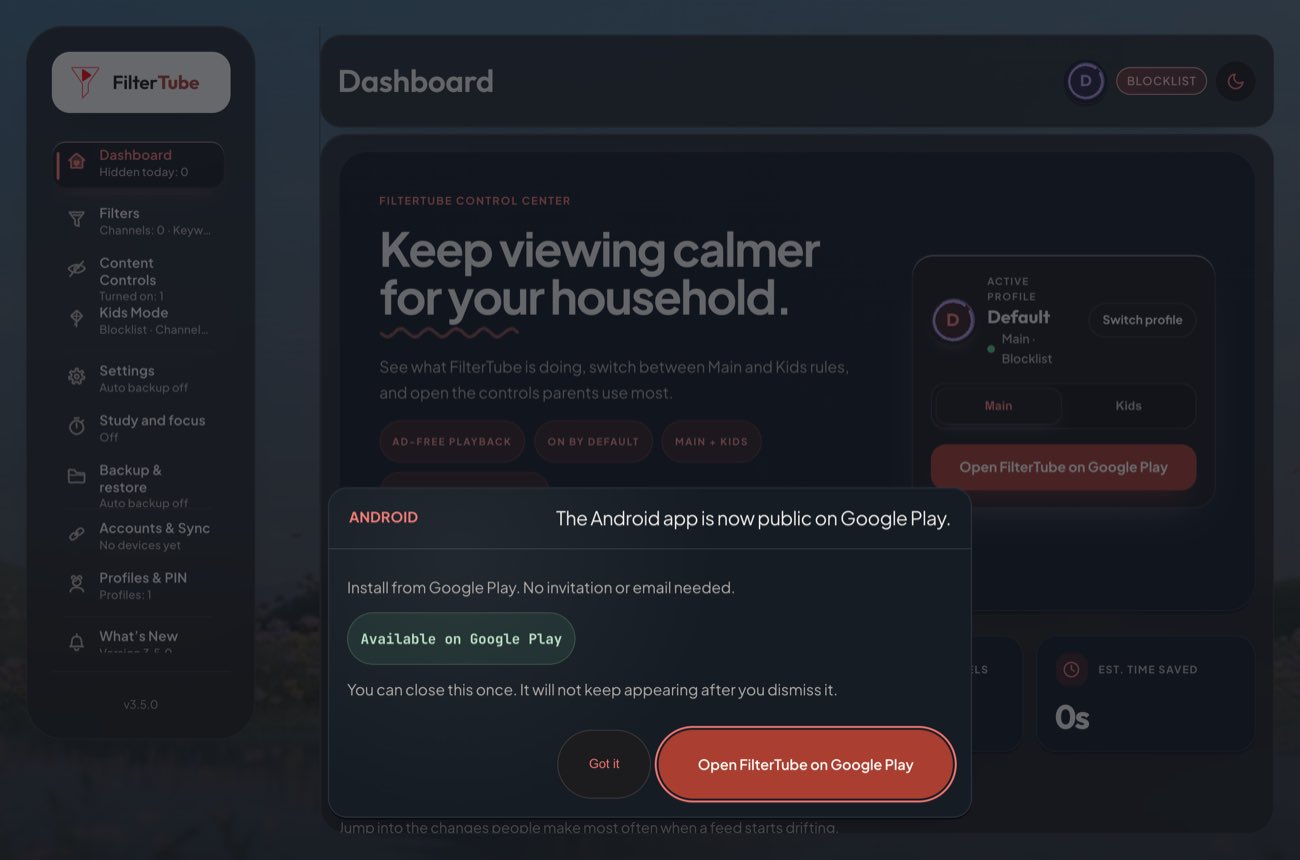 FilterTube
Dashboard
Hidden today: 0
Filters
Channels: 0 · Keyw...
Content
Controls
Turned on: 1
Kids Mode
Blocklist · Channel...
Settings
Auto backup off
Study and focus
Off
Backup &
restore
Auto backup off
Accounts & Sync
No devices yet
Profiles & PIN
Profiles: 1
What's New
Version 3.5.0
v3.5.0
Dashboard
D
BLOCKLIST
FILTERTUBE CONTROL CENTER
Keep viewing calmer
for your household.
See what FilterTube is doing, switch between Main and Kids rules,
and open the controls parents use most.
AD-FREE PLAYBACK
ON BY DEFAULT
MAIN + KIDS
ACTIVE
PROFILE
D
Default
Main ·
Blocklist
Switch profile
Main
Kids
Open FilterTube on Google Play
ANDROID
The Android app is now public on Google Play.
Install from Google Play. No invitation or email needed.
Available on Google Play
You can close this once. It will not keep appearing after you dismiss it.
Got it
Open FilterTube on Google Play
LS
EST. TIME SAVED
0s
Jump into the changes people make most often when a feed starts drifting.